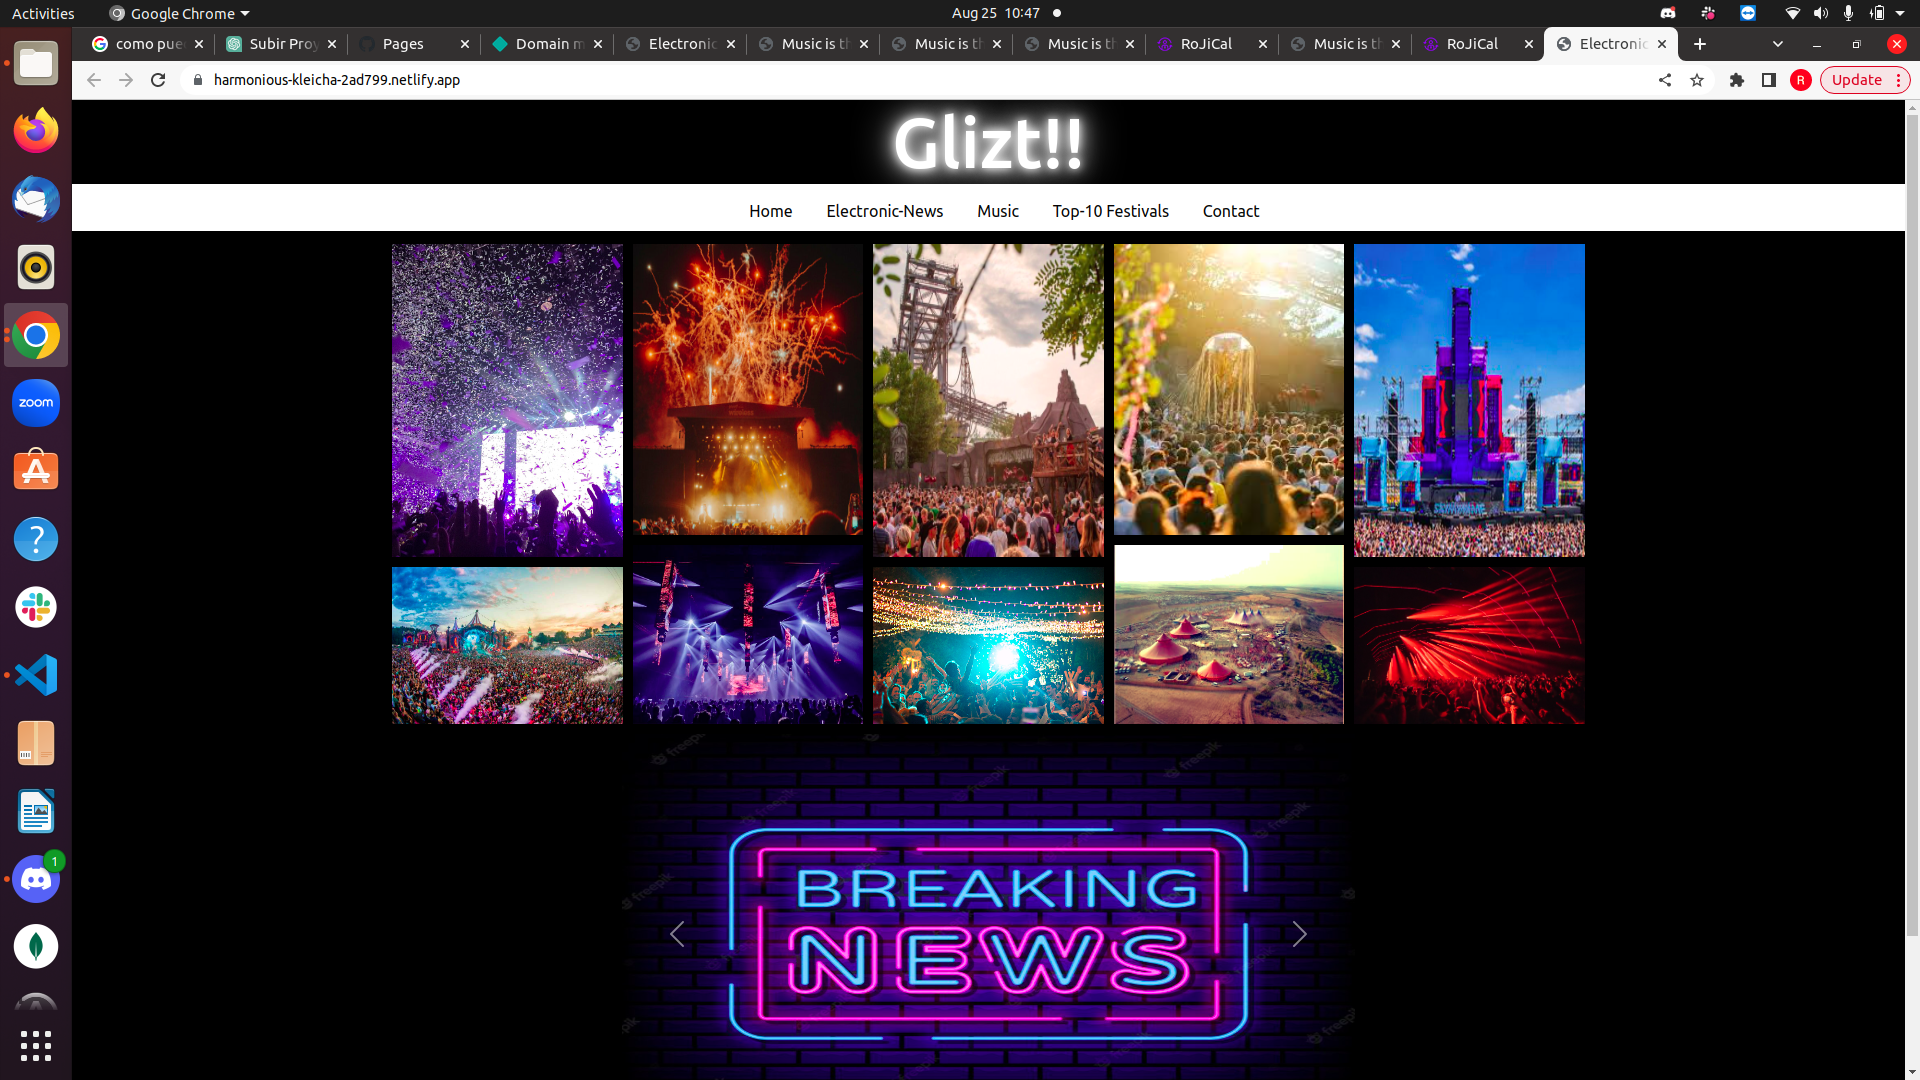 Activities Google Chrome Aug 25 10:47
como pue Subir Proy Pages Domain m Electronic Music is th Music is th Music is th RoJiCal Music is th RoJiCal Electronic
harmonious-kleicha-2ad799.netlify.app R Update
Glizt!!
Home Electronic-News Music Top-10 Festivals Contact
zoom
BREAKING
NEWS
1
freepik